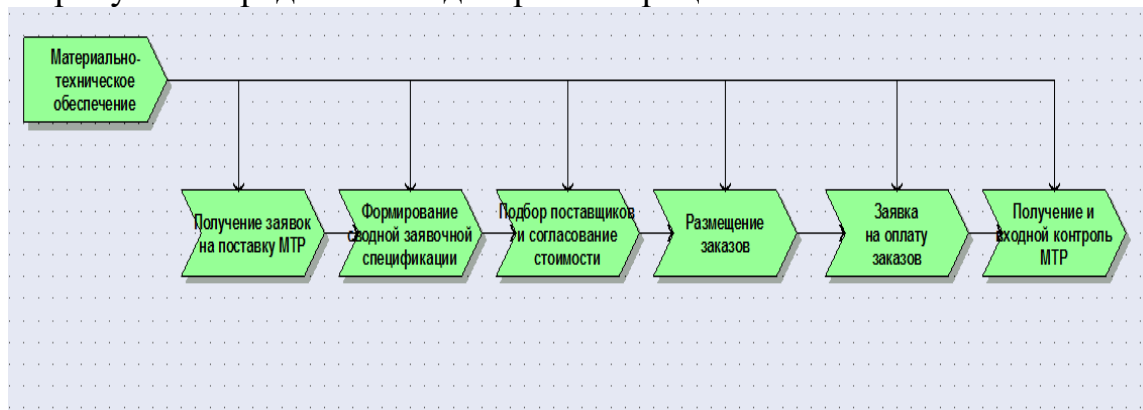 Материально-
техническое
обеспечение
Получение заявок
на поставку МТР
Формирование
сводной заявочной
спецификации
Подбор поставщиков
и согласование
стоимости
Размещение
заказов
Заявка
на оплату
заказов
Получение и
входной контроль
МТР